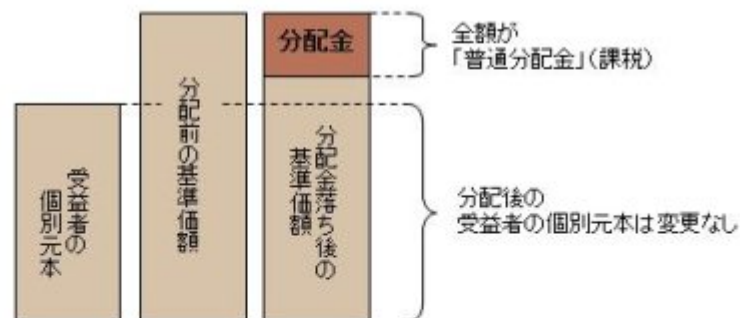 受益者の
個別元本
分配前の基準価額
分配金
分配金落ち後の
基準価額
全額が
「普通分配金」(課税)
分配後の
受益者の個別元本は変更なし